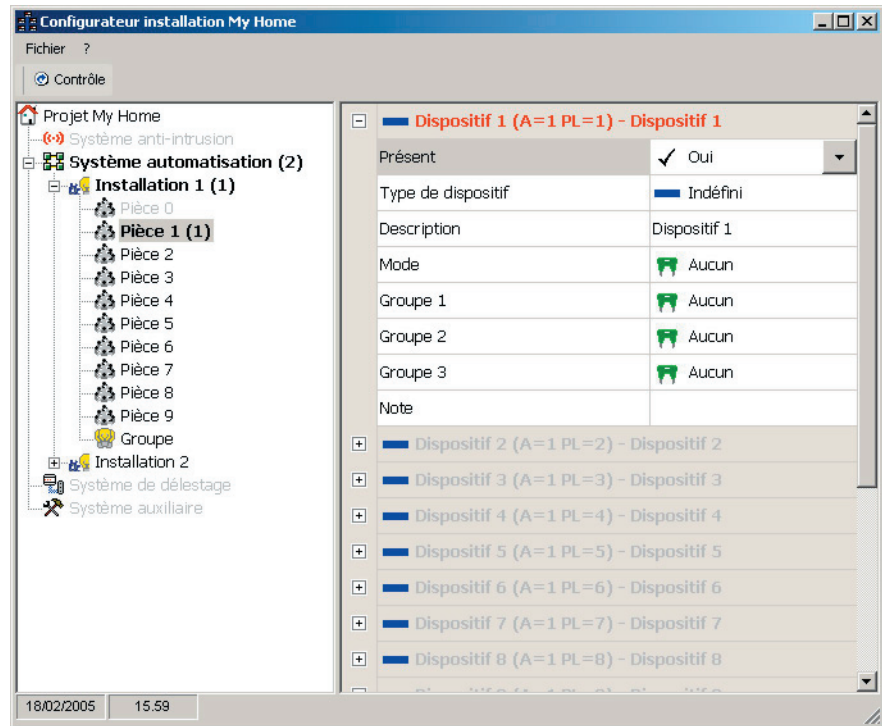 Configurateur installation My Home
Fichier ?
Contrôle
Projet My Home
Système anti-intrusion
Système automatisation (2)
Installation 1 (1)
Pièce 0
Pièce 1 (1)
Pièce 2
Pièce 3
Pièce 4
Pièce 5
Pièce 6
Pièce 7
Pièce 8
Pièce 9
Groupe
Installation 2
Système de délestage
Système auxiliaire
Dispositif 1 (A=1 PL=1) - Dispositif 1
Présent Oui
Type de dispositif Indéfini
Description Dispositif 1
Mode Aucun
Groupe 1 Aucun
Groupe 2 Aucun
Groupe 3 Aucun
Note
Dispositif 2 (A=1 PL=2) - Dispositif 2
Dispositif 3 (A=1 PL=3) - Dispositif 3
Dispositif 4 (A=1 PL=4) - Dispositif 4
Dispositif 5 (A=1 PL=5) - Dispositif 5
Dispositif 6 (A=1 PL=6) - Dispositif 6
Dispositif 7 (A=1 PL=7) - Dispositif 7
Dispositif 8 (A=1 PL=8) - Dispositif 8
18/02/2005 15.59